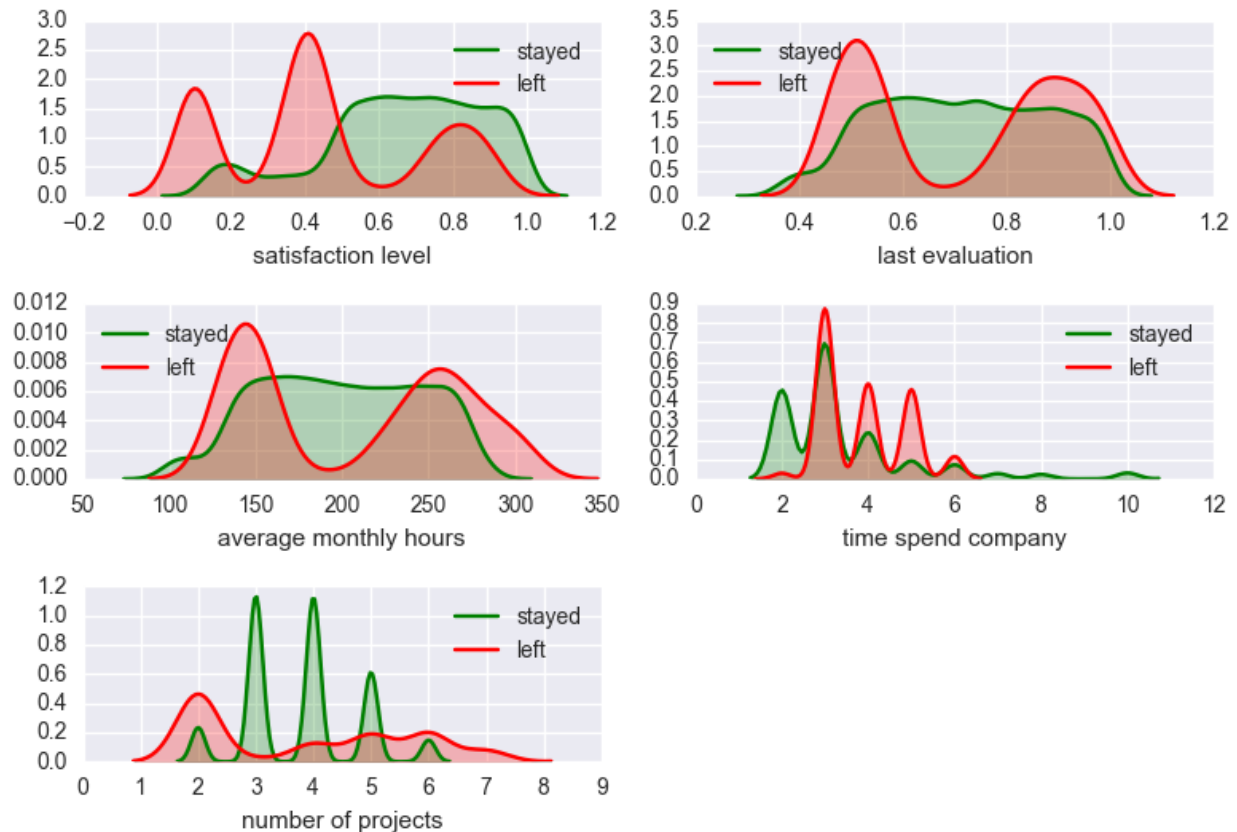 3.0
2.5
2.0
1.5
1.0
0.5
0.0
stayed
left
−0.2 0.0 0.2 0.4 0.6 0.8 1.0 1.2
satisfaction level
3.5
3.0
2.5
2.0
1.5
1.0
0.5
0.0
stayed
left
0.2 0.4 0.6 0.8 1.0 1.2
last evaluation
0.012
0.010
0.008
0.006
0.004
0.002
0.000
stayed
left
50 100 150 200 250 300 350
average monthly hours
0.9
0.8
0.7
0.6
0.5
0.4
0.3
0.2
0.1
0.0
stayed
left
0 2 4 6 8 10 12
time spend company
1.2
1.0
0.8
0.6
0.4
0.2
0.0
stayed
left
0 1 2 3 4 5 6 7 8 9
number of projects